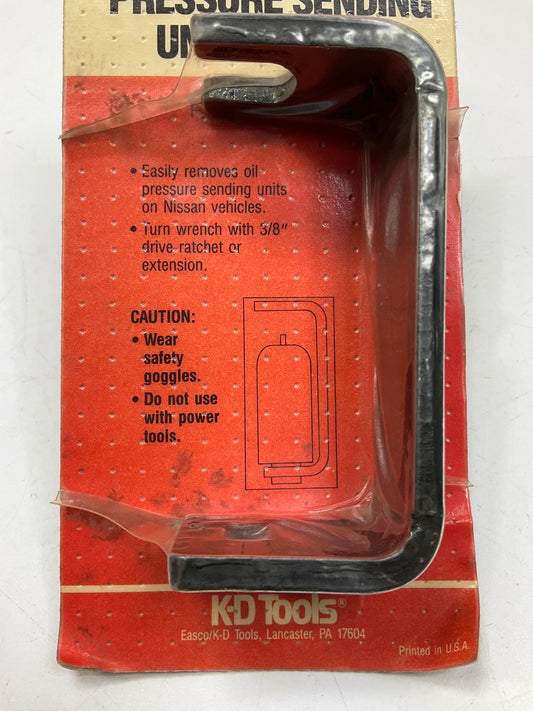 PRESSURE SENDING
UN
• Easily removes oil
pressure sending units
on Nissan vehicles.
• Turn wrench with 3/8"
drive ratchet or
extension.
CAUTION:
• Wear
safety
goggles.
• Do not use
with power
tools.
K-D TOOLS®
Easco/K-D Tools, Lancaster, PA 17604
Printed in U.S.A.